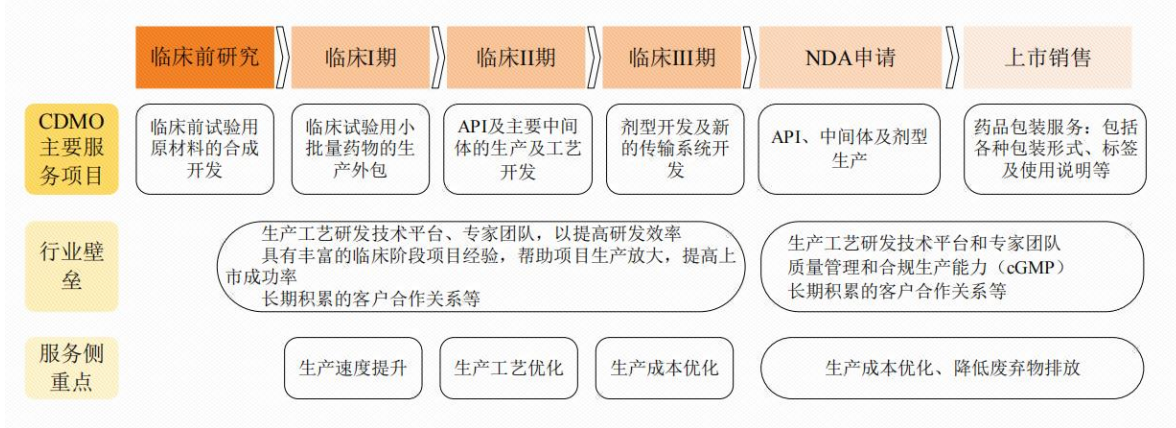 临床前研究
临床I期
临床II期
临床III期
NDA申请
上市销售
CDMO
主要服
务项目
临床前试验用
原材料的合成
开发
临床试验用小
批量药物的生
产外包
API及主要中间
体的生产及工艺
开发
剂型开发及新
的传输系统开
发
API、中间体及剂型
生产
药品包装服务：包括
各种包装形式、标签
及使用说明等
行业壁
垒
生产工艺研发技术平台、专家团队，以提高研发效率
具有丰富的临床阶段项目经验，帮助项目生产放大，提高上
市成功率
长期积累的客户合作关系等
生产工艺研发技术平台和专家团队
质量管理和合规生产能力（cGMP）
长期积累的客户合作关系等
服务侧
重点
生产速度提升
生产工艺优化
生产成本优化
生产成本优化、降低废弃物排放